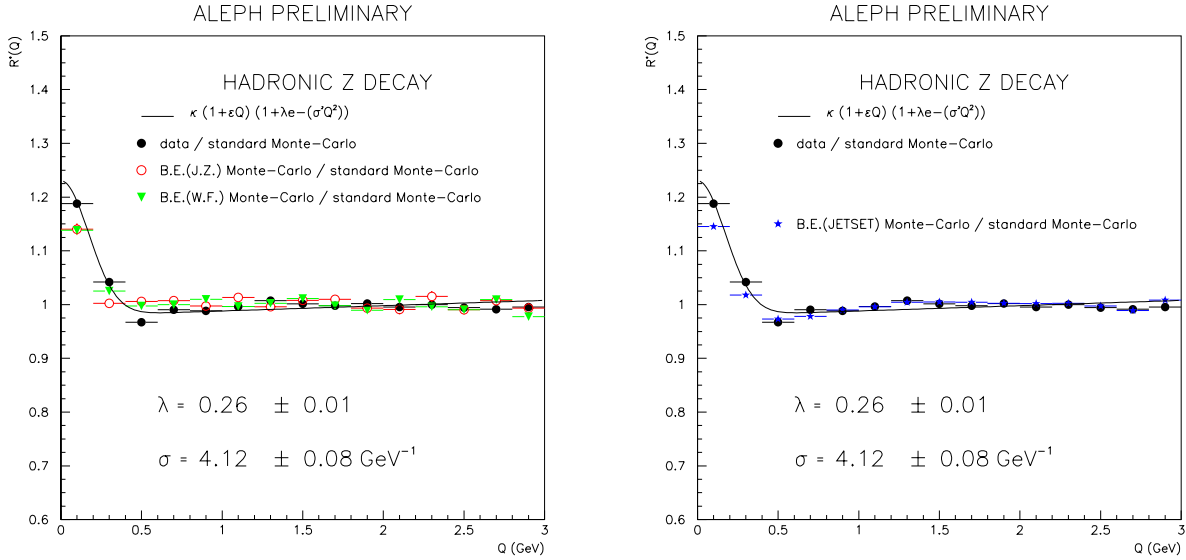 ALEPH PRELIMINARY
R*(Q)
1.5
1.4
1.3
1.2
1.1
1
0.9
0.8
0.7
0.6
HADRONIC Z DECAY
κ (1+εQ) (1+λe−(σ²Q²))
data / standard Monte−Carlo
B.E.(J.Z.) Monte−Carlo / standard Monte−Carlo
B.E.(W.F.) Monte−Carlo / standard Monte−Carlo
λ = 0.26 ± 0.01
σ = 4.12 ± 0.08 GeV⁻¹
0 0.5 1 1.5 2 2.5 3
Q (GeV)
ALEPH PRELIMINARY
R*(Q)
1.5
1.4
1.3
1.2
1.1
1
0.9
0.8
0.7
0.6
HADRONIC Z DECAY
κ (1+εQ) (1+λe−(σ²Q²))
data / standard Monte−Carlo
B.E.(JETSET) Monte−Carlo / standard Monte−Carlo
λ = 0.26 ± 0.01
σ = 4.12 ± 0.08 GeV⁻¹
0 0.5 1 1.5 2 2.5 3
Q (GeV)